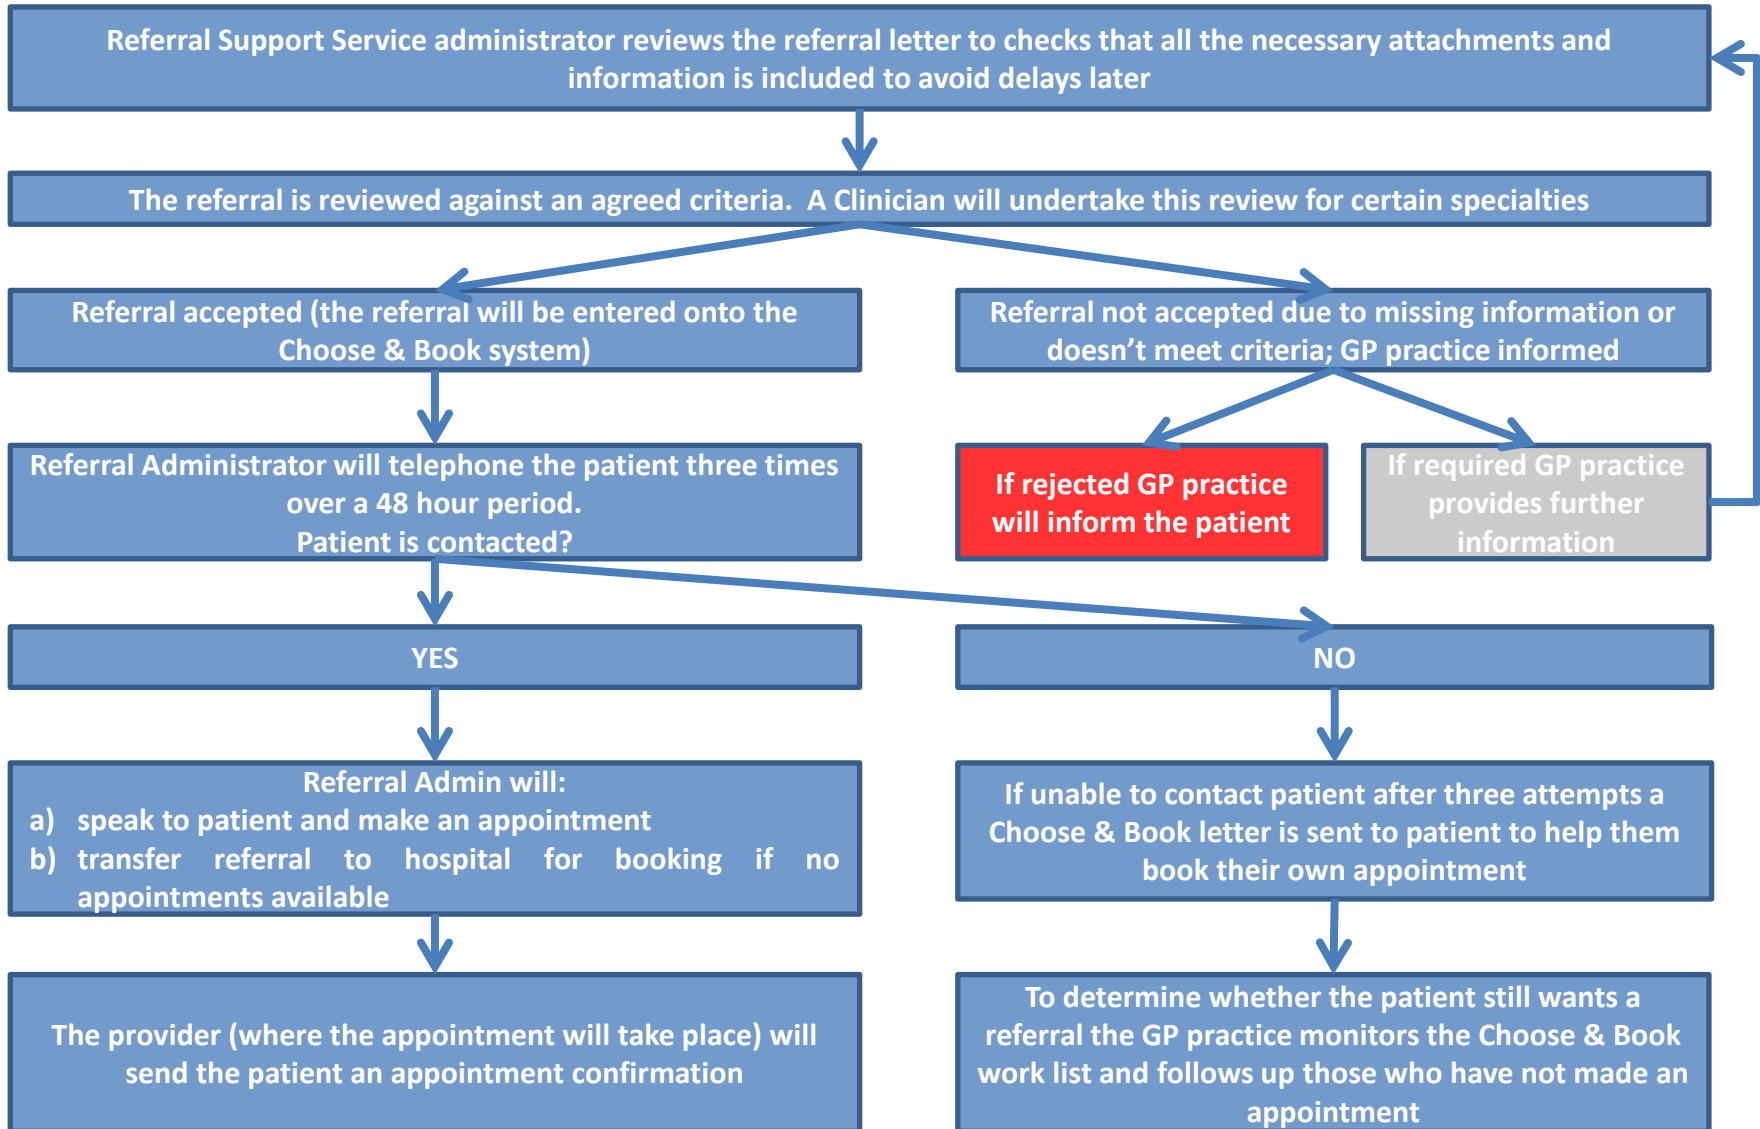 Referral Support Service administrator reviews the referral letter to checks that all the necessary attachments and
information is included to avoid delays later
The referral is reviewed against an agreed criteria.  A Clinician will undertake this review for certain specialties
Referral accepted (the referral will be entered onto the
Choose & Book system)
Referral not accepted due to missing information or
doesn’t meet criteria; GP practice informed
Referral Administrator will telephone the patient three times
over a 48 hour period.
Patient is contacted?
If rejected GP practice
will inform the patient
If required GP practice
provides further
information
YES
NO
Referral Admin will:
a) speak to patient and make an appointment
b) transfer referral to hospital for booking if no
appointments available
If unable to contact patient after three attempts a
Choose & Book letter is sent to patient to help them
book their own appointment
The provider (where the appointment will take place) will
send the patient an appointment confirmation
To determine whether the patient still wants a
referral the GP practice monitors the Choose & Book
work list and follows up those who have not made an
appointment